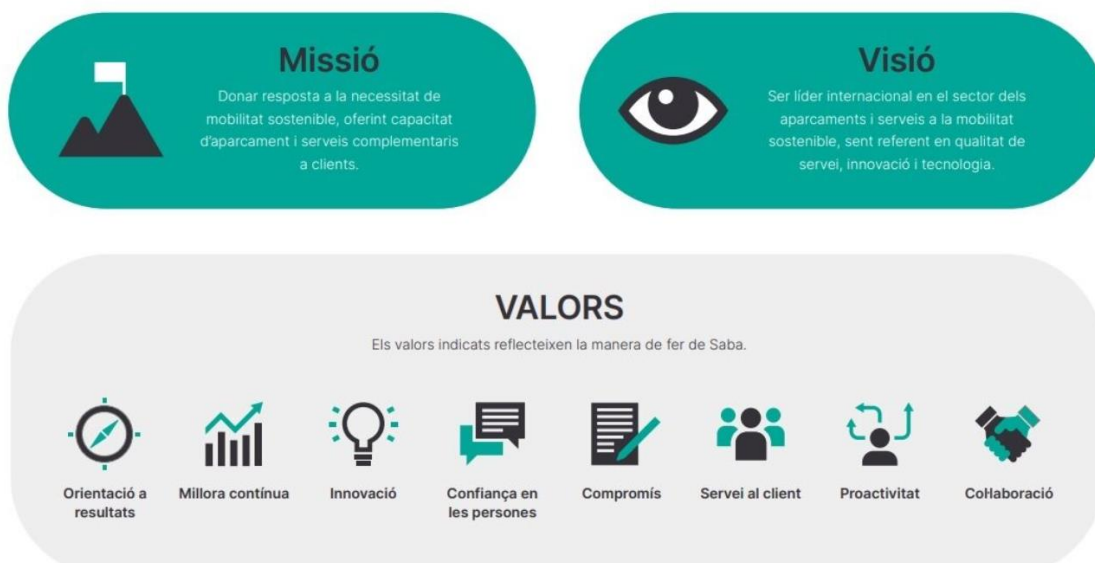 Missió
Donar resposta a la necessitat de
mobilitat sostenible, oferint capacitat
d'aparcament i serveis complementaris
a clients.
Visió
Ser líder internacional en el sector dels
aparcaments i serveis a la mobilitat
sostenible, sent referent en qualitat de
servei, innovació i tecnologia.
VALORS
Els valors indicats reflecteixen la manera de fer de Saba.
Orientació a
resultats
Millora contínua
Innovació
Confiança en
les persones
Compromís
Servei al client
Proactivitat
Col·laboració